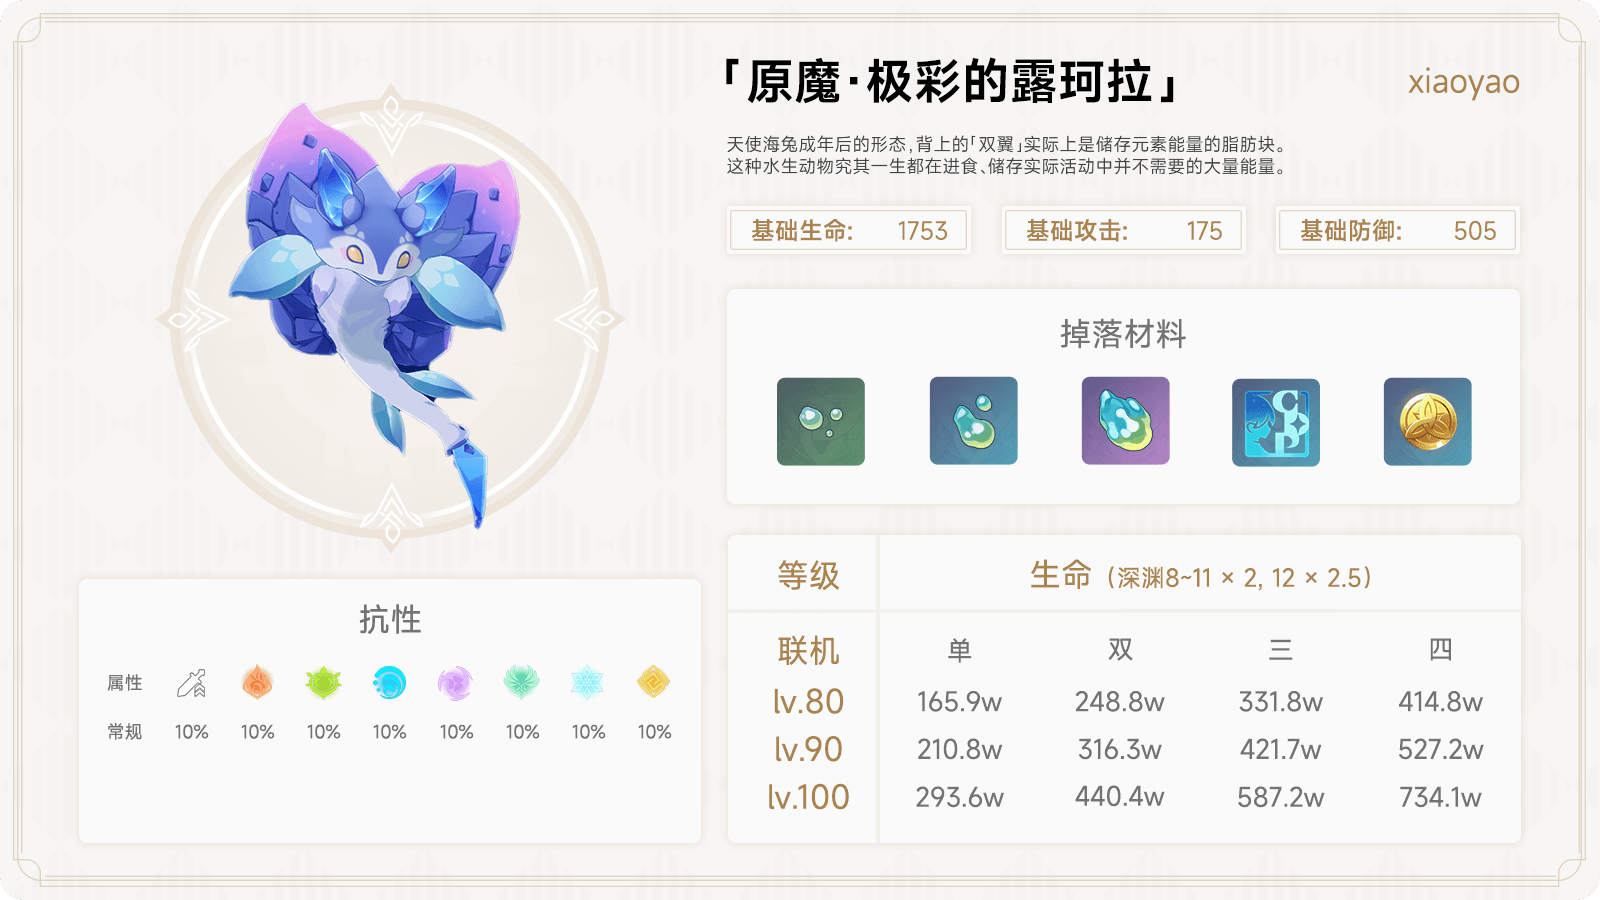 「原魔·极彩的露珂拉」
xiaoyao
天使海兔成年后的形态,背上的「双翼」实际上是储存元素能量的脂肪块。
这种水生动物究其一生都在进食、储存实际活动中并不需要的大量能量。
基础生命: 1753
基础攻击: 175
基础防御: 505
掉落材料
抗性
属性
常规 10% 10% 10% 10% 10% 10% 10% 10%
等级 生命（深渊8~11 × 2, 12 × 2.5）
联机 单 双 三 四
lv.80 165.9w 248.8w 331.8w 414.8w
lv.90 210.8w 316.3w 421.7w 527.2w
lv.100 293.6w 440.4w 587.2w 734.1w